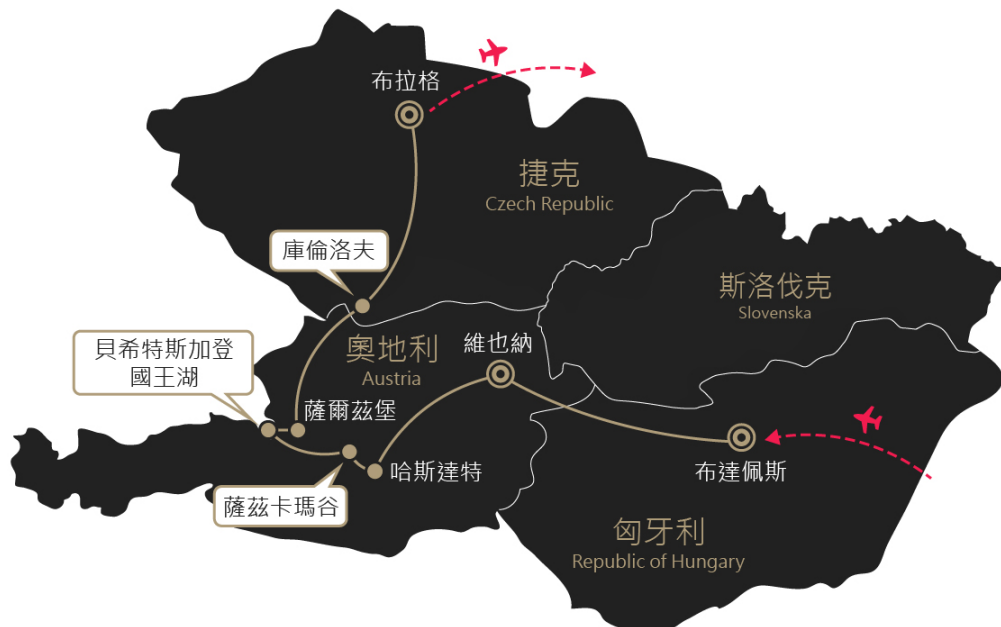 布拉格
捷克
Czech Republic
庫倫洛夫
斯洛伐克
Slovenska
貝希特斯加登
國王湖
奧地利
Austria
維也納
薩爾茲堡
哈斯達特
布達佩斯
薩茲卡瑪谷
匈牙利
Republic of Hungary